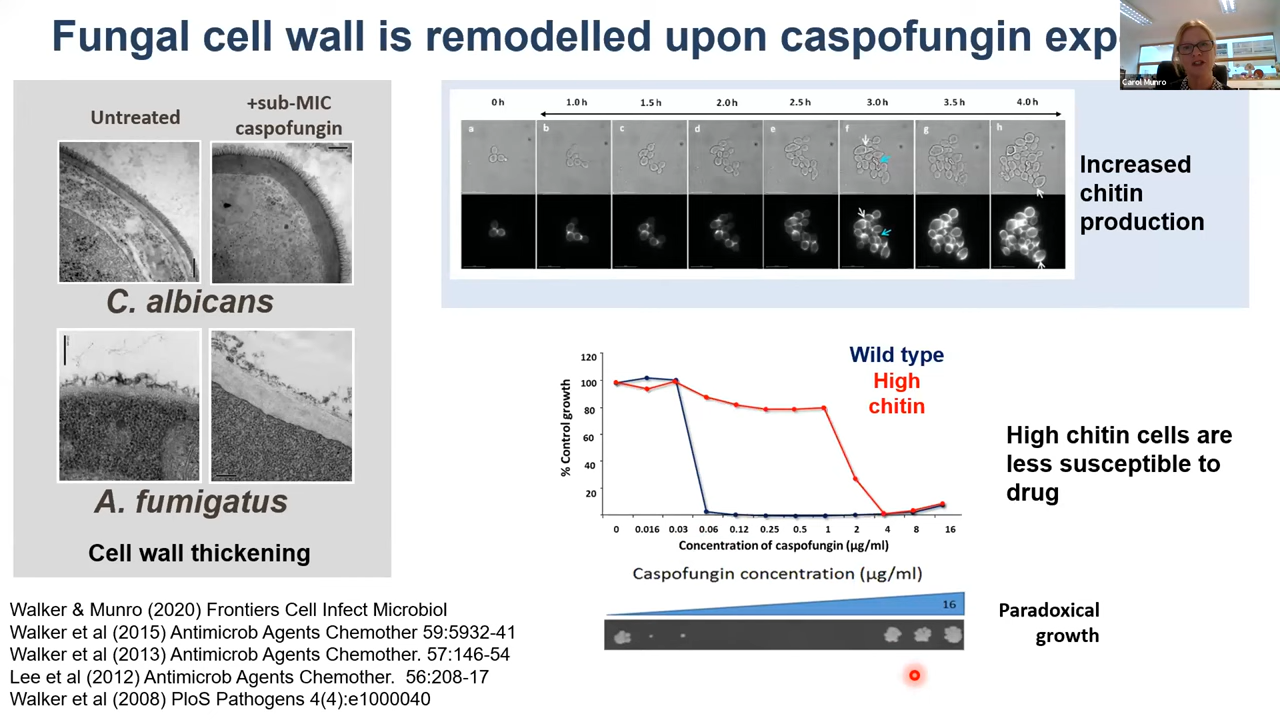 Fungal cell wall is remodelled upon caspofungin exp
Carol Munro
Untreated
+sub-MIC
caspofungin
C. albicans
A. fumigatus
Cell wall thickening
0 h
1.0 h
1.5 h
2.0 h
2.5 h
3.0 h
3.5 h
4.0 h
a
b
c
d
e
f
g
h
Increased
chitin
production
Wild type
High
chitin
% Control growth
120
100
80
60
40
20
0 0.016 0.03 0.06 0.12 0.25 0.5 1 2 4 8 16
Concentration of caspofungin (µg/ml)
High chitin cells are
less susceptible to
drug
Caspofungin concentration (µg/ml)
16
Paradoxical
growth
Walker & Munro (2020) Frontiers Cell Infect Microbiol
Walker et al (2015) Antimicrob Agents Chemother 59:5932-41
Walker et al (2013) Antimicrob Agents Chemother. 57:146-54
Lee et al (2012) Antimicrob Agents Chemother. 56:208-17
Walker et al (2008) PloS Pathogens 4(4):e1000040